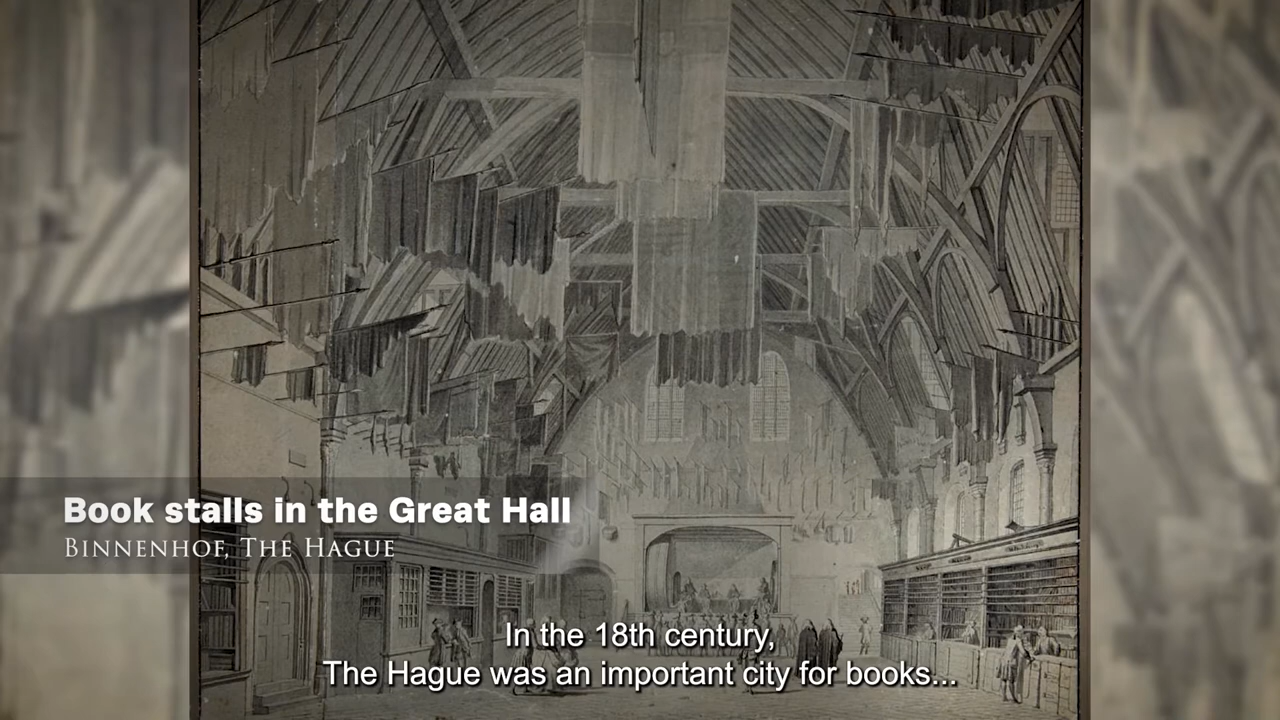 Book stalls in the Great Hall
Binnenhof, The Hague
In the 18th century,
The Hague was an important city for books...